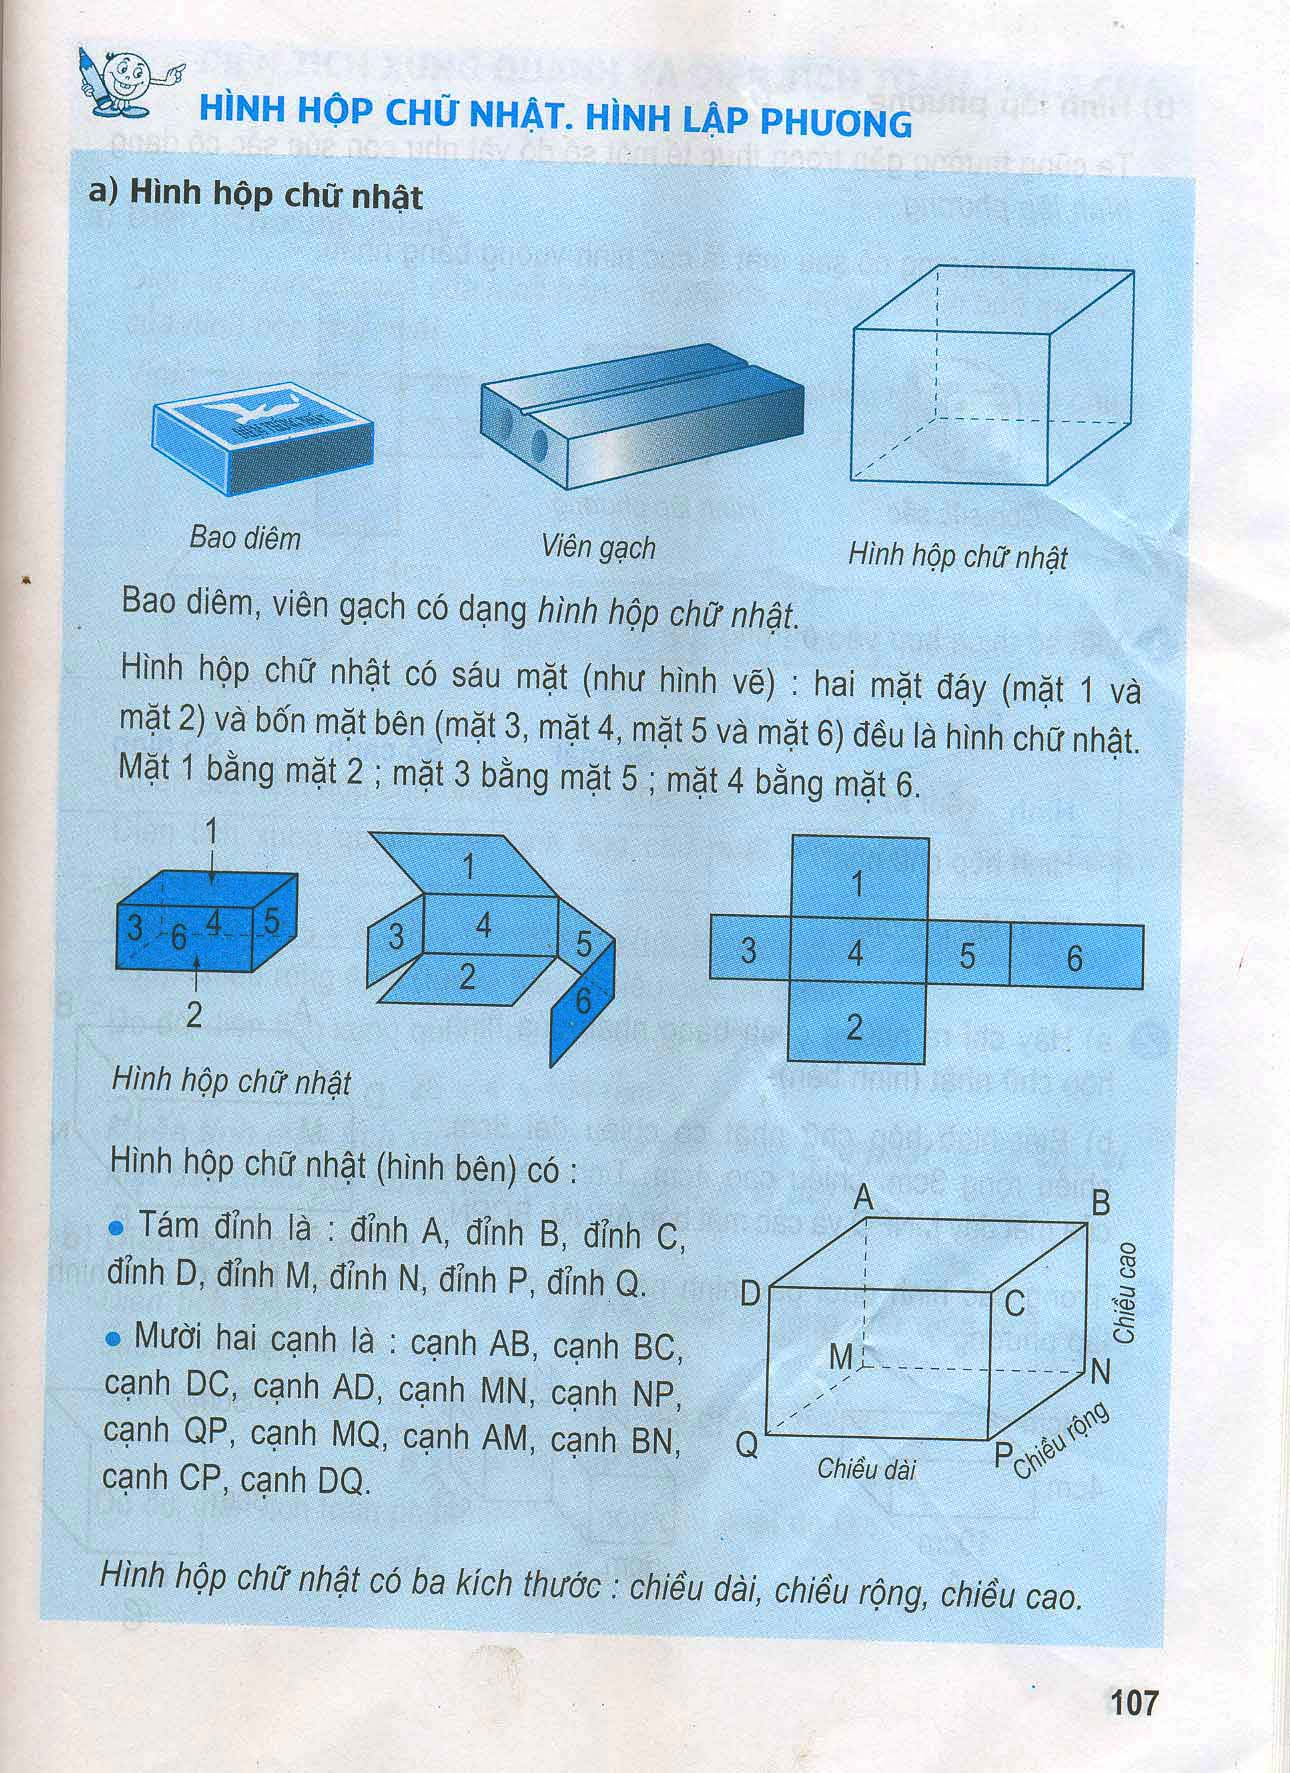 HÌNH HỘP CHỮ NHẬT. HÌNH LẬP PHƯƠNG
a) Hình hộp chữ nhật
Bao diêm
Viên gạch
Hình hộp chữ nhật
Bao diêm, viên gạch có dạng hình hộp chữ nhật.
Hình hộp chữ nhật có sáu mặt (như hình vẽ) : hai mặt đáy (mặt 1 và
mặt 2) và bốn mặt bên (mặt 3, mặt 4, mặt 5 và mặt 6) đều là hình chữ nhật.
Mặt 1 bằng mặt 2 ; mặt 3 bằng mặt 5 ; mặt 4 bằng mặt 6.
1
3 6 4 5
2
1
3 4 5
2 6
1
3 4 5 6
2
Hình hộp chữ nhật
Hình hộp chữ nhật (hình bên) có :
• Tám đỉnh là : đỉnh A, đỉnh B, đỉnh C,
đỉnh D, đỉnh M, đỉnh N, đỉnh P, đỉnh Q.
• Mười hai cạnh là : cạnh AB, cạnh BC,
cạnh DC, cạnh AD, cạnh MN, cạnh NP,
cạnh QP, cạnh MQ, cạnh AM, cạnh BN,
cạnh CP, cạnh DQ.
A B
D C
Chiều cao
M N
Q P
Chiều dài
Chiều rộng
Hình hộp chữ nhật có ba kích thước : chiều dài, chiều rộng, chiều cao.
107